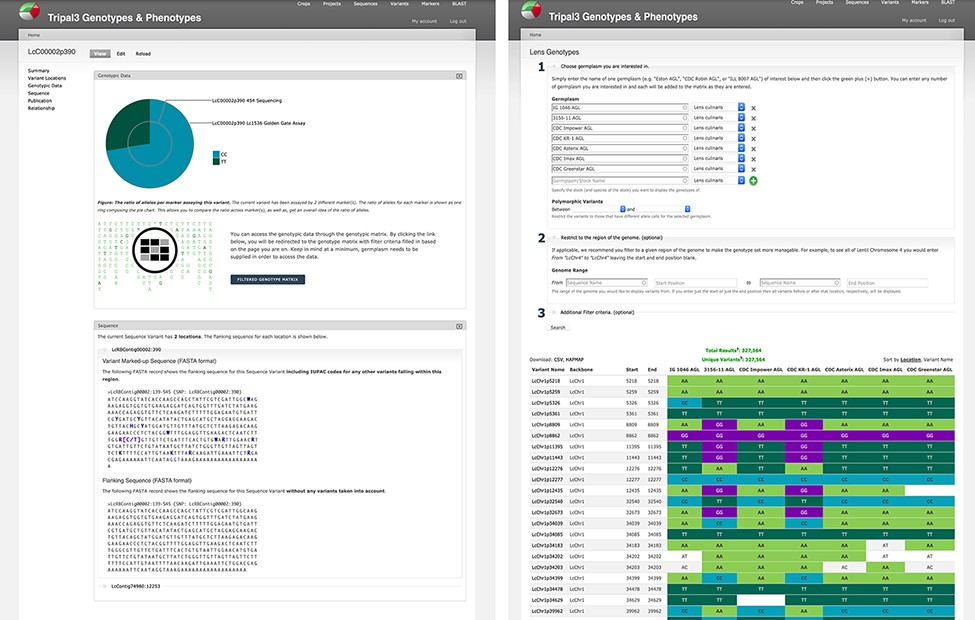 Crops Projects Sequences Variants Markers BLAST
Tripal3 Genotypes & Phenotypes
My account Log out
Home
LcC00002p390
View Edit Reload
Summary
Variant Locations
Genotypic Data
Sequence
Publication
Relationship
Genotypic Data
LcC00002p390 454 Sequencing
LcC00002p390 Lc1536 Golden Gate Assay
CC
TT
Figure: The ratio of alleles per marker assaying this variant. The current variant has been assayed by 2 different marker(s). The ratio of alleles for each marker is shown as one
ring composing the pie chart. This allows you to compare the ratio across marker(s), as well as, get an overall idea of the ratio of alleles.
You can access the genotypic data through the genotype matrix. By clicking the link
below, you will be redirected to the genotype matrix with filter criteria filled in based
on the page you are on. Keep in mind at a minimum, germplasm needs to be
supplied in order to access the data.
FILTERED GENOTYPE MATRIX
Sequence
The current Sequence Variant has 2 locations. The flanking sequence for each location is shown below.
LcRBContig00002:390
Variant Marked-up Sequence (FASTA format)
The following FASTA record shows the flanking sequence for this Sequence Variant including IUPAC codes for any other variants falling within this
region.
>LcRBContig00002:139-545 (SNP: LcRBContig00002:390)
Flanking Sequence (FASTA format)
The following FASTA record shows the flanking sequence for this Sequence Variant without any variants taken into account.
>LcRBContig00002:139-545 (LcRBContig00002:390)
LcContig74980:12253
Crops Projects Sequences Variants Markers BLAST
Tripal3 Genotypes & Phenotypes
My account Log out
Home
Lens Genotypes
1 Choose germplasm you are interested in.
Simply enter the name of one germplasm (e.g. "Eston AGL", "CDC Robin AGL", or "ILL 8007 AGL") of interest below and then click the green plus (+) button. You can enter any number
of germplasm you are interested in and each will be added to the matrix as they are entered.
Germplasm
IG 1046 AGL Lens culinaris
3156-11 AGL Lens culinaris
CDC Impower AGL Lens culinaris
CDC KR-1 AGL Lens culinaris
CDC Asterix AGL Lens culinaris
CDC Imax AGL Lens culinaris
CDC Greenstar AGL Lens culinaris
Germplasm/Stock Name Lens culinaris
Specify the stock (and species of the stock) you want to display the genotypes of.
Polymorphic Variants
Between and
Restrict the variants to those that have different allele calls for the selected germplasm.
2 Restrict to the region of the genome. (optional)
If applicable, we recommend you filter to a given region of the genome to make the genotype set more managable. For example, to see all of Lentil Chromosome 4 you would enter
From "LcChr4" to "LcChr4" leaving the start and end position blank.
Genome Range
From Sequence Name Start Position to Sequence Name End Position
The range of the genome you would like to display variants from. If you enter just the start or just the end position then all variants before or after that location, respectively, will be displayed.
3 Additional Filter criteria. (optional)
Search
Total Results: 327,564
Download: CSV, HAPMAP Unique Variants: 327,564 Sort by Location, Variant Name
Variant Name Backbone Start End IG 1046 AGL 3156-11 AGL CDC Impower AGL CDC KR-1 AGL CDC Asterix AGL CDC Imax AGL CDC Greenstar AGL
LcChr1p5218 LcChr1 5218 5218 AA AA AA AA AA AA AA
LcChr1p5259 LcChr1 5259 5259 AA AA AA AA AA AA AA
LcChr1p5326 LcChr1 5326 5326 CC TT TT TT TT TT TT
LcChr1p5361 LcChr1 5361 5361 TT TT TT TT TT TT TT
LcChr1p8809 LcChr1 8809 8809 AA GG AA GG AA AA AA
LcChr1p8862 LcChr1 8862 8862 GG GG GG GG GG GG GG
LcChr1p11395 LcChr1 11395 11395 TT GG TT GG TT TT TT
LcChr1p11443 LcChr1 11443 11443 TT GG TT GG TT TT TT
LcChr1p12276 LcChr1 12276 12276 TT AA TT AA TT TT TT
LcChr1p12277 LcChr1 12277 12277 CC CC CC CC CC CC CC
LcChr1p12435 LcChr1 12435 12435 AA GG AA GG AA AA
LcChr1p32540 LcChr1 32540 32540 CC TT CC TT CC CC CC
LcChr1p32673 LcChr1 32673 32673 AA GG AA GG AA AA AA
LcChr1p34039 LcChr1 34039 34039 AA CC AA CC AA AA AA
LcChr1p34085 LcChr1 34085 34085 TT TT TT TT TT TT TT
LcChr1p34183 LcChr1 34183 34183 AA AA AA AA AA AT AA
LcChr1p34202 LcChr1 34202 34202 AT AA AA AA AA AT AT
LcChr1p34203 LcChr1 34203 34203 AC AA AA AA AC AA AC
LcChr1p34399 LcChr1 34399 34399 AA CC AA CC AA AA AA
LcChr1p34478 LcChr1 34478 34478 TT TT TT TT TT TT TT
LcChr1p34629 LcChr1 34629 34629 TT TT TT TT TT TT
LcChr1p39962 LcChr1 39962 39962 CC AA CC AA CC CC CC